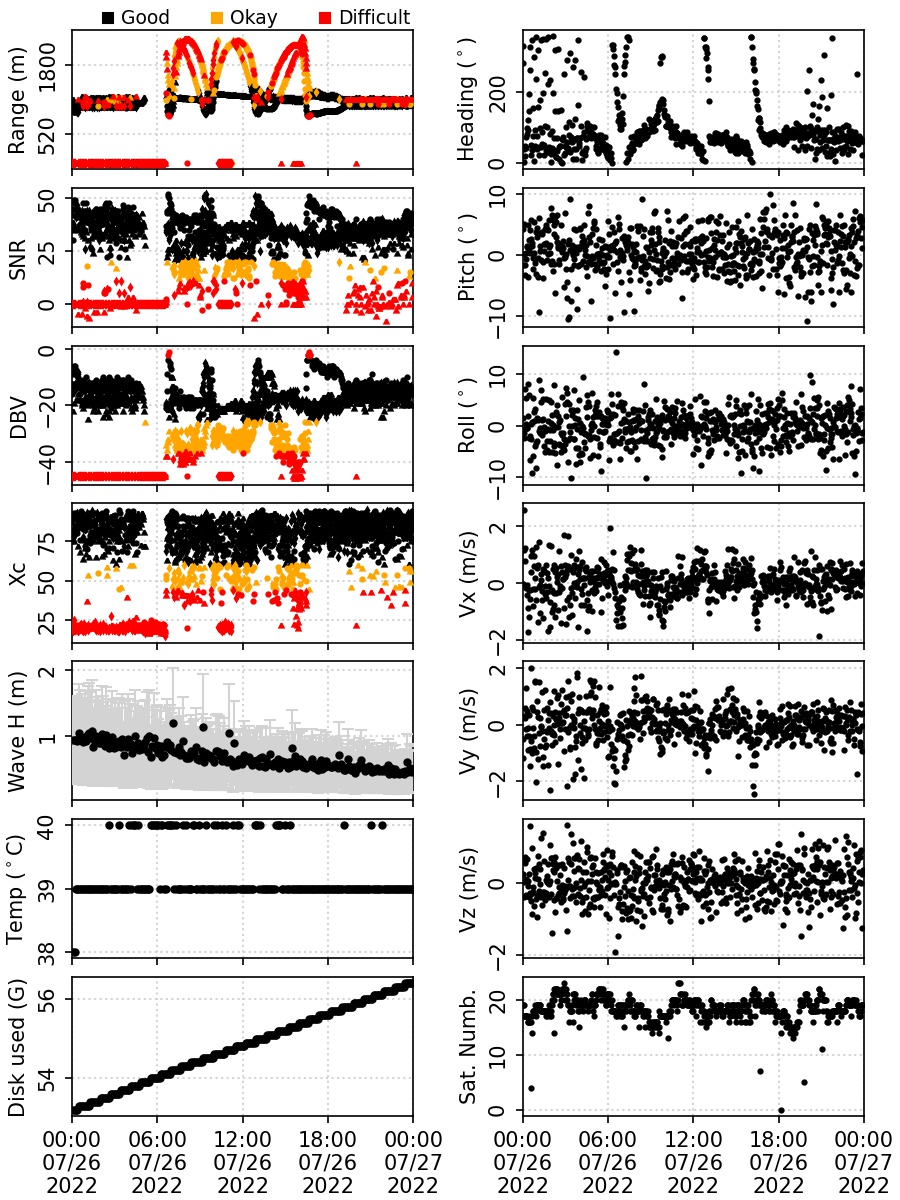 Good Okay Difficult
Range (m)
1800
520
Heading (°)
200
0
SNR
50
25
0
Pitch (°)
10
0
−10
DBV
0
−20
−40
Roll (°)
10
0
−10
Xc
75
50
25
Vx (m/s)
2
0
−2
Wave H (m)
2
1
Vy (m/s)
2
0
−2
Temp (°C)
40
39
38
Vz (m/s)
0
−2
Disk used (G)
56
54
Sat. Numb.
20
10
0
00:00 06:00 12:00 18:00 00:00
07/26 07/26 07/26 07/26 07/27
2022 2022 2022 2022 2022
00:00 06:00 12:00 18:00 00:00
07/26 07/26 07/26 07/26 07/27
2022 2022 2022 2022 2022